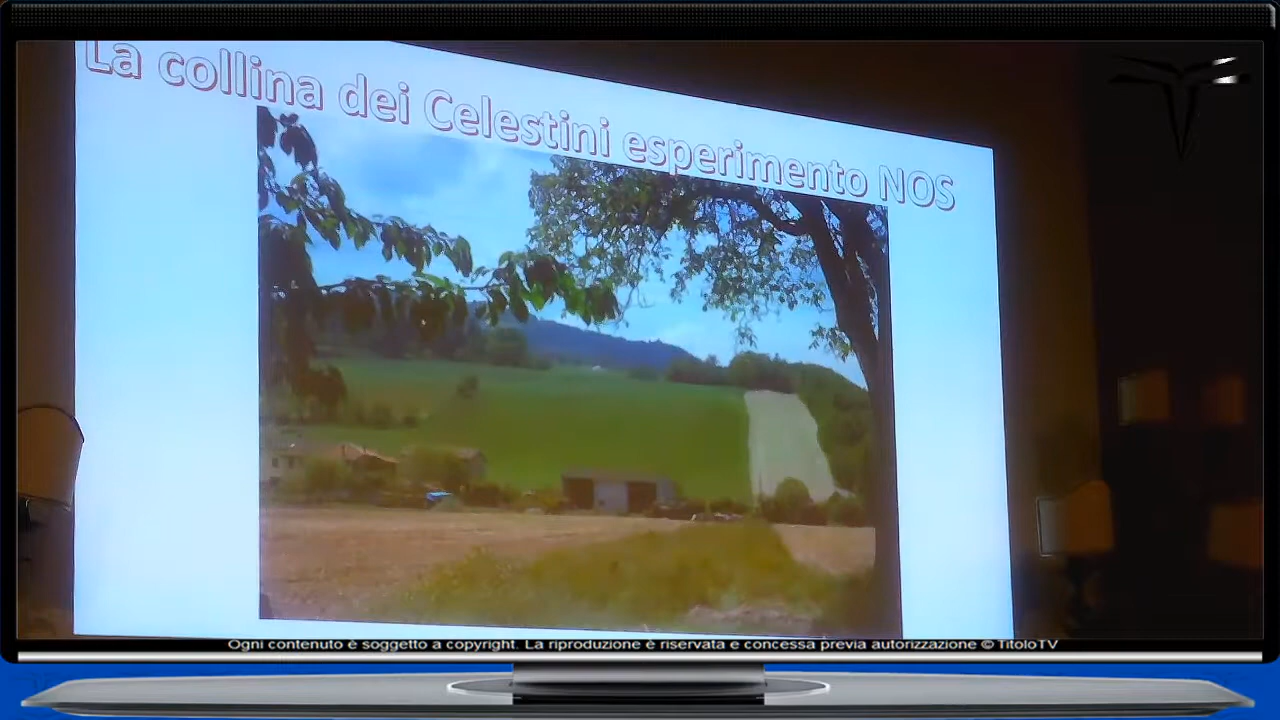 La collina dei Celestini esperimento NOS
Ogni contenuto è soggetto a copyright. La riproduzione è riservata e concessa previa autorizzazione © TitoloTV